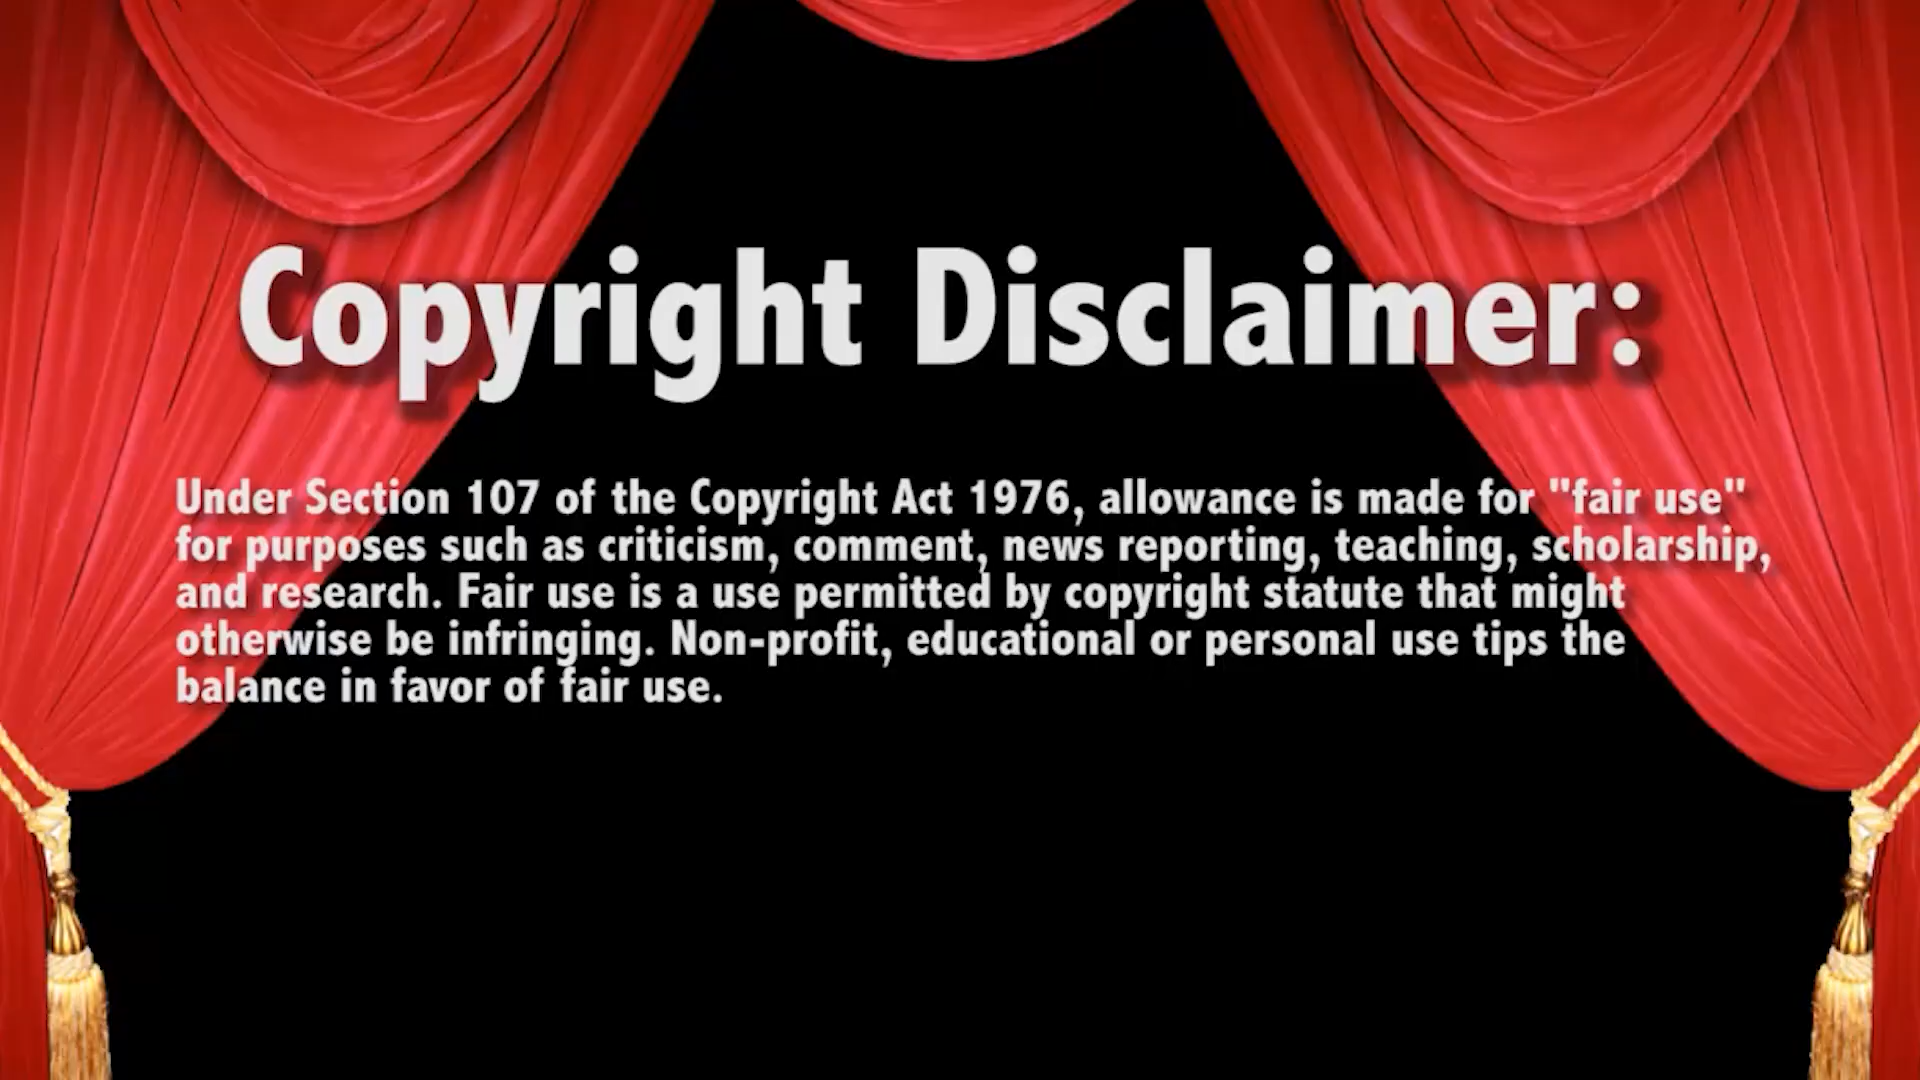 Copyright Disclaimer:
Under Section 107 of the Copyright Act 1976, allowance is made for "fair use"
for purposes such as criticism, comment, news reporting, teaching, scholarship,
and research. Fair use is a use permitted by copyright statute that might
otherwise be infringing. Non-profit, educational or personal use tips the
balance in favor of fair use.